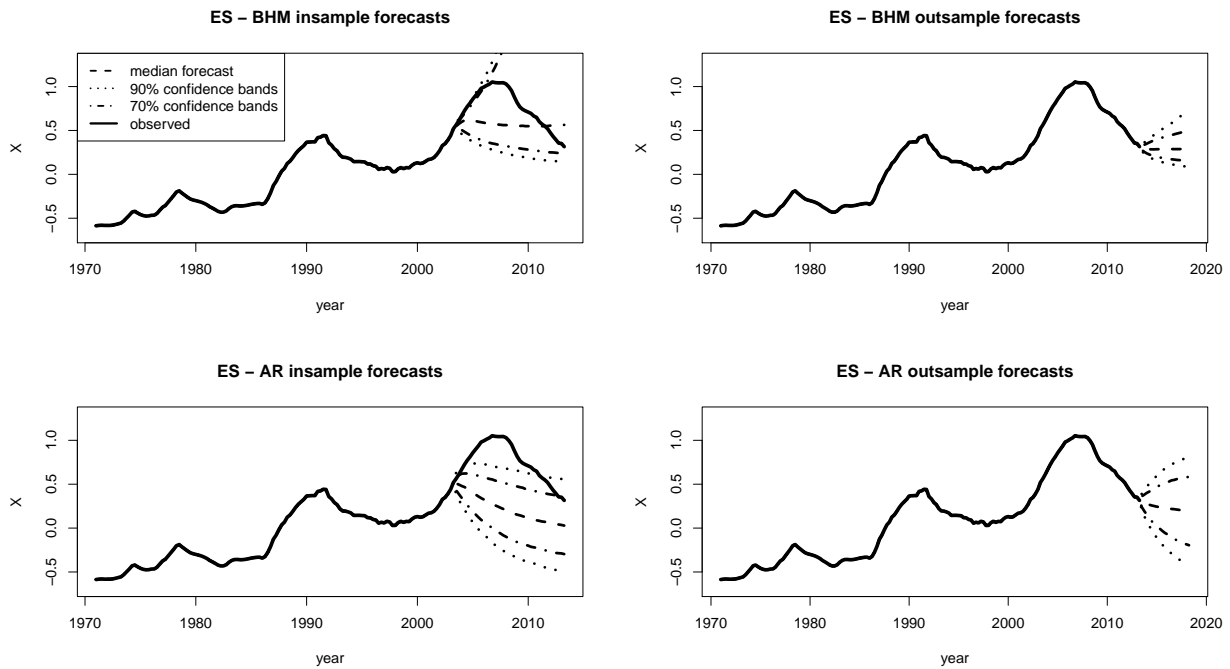 ES − BHM insample forecasts
median forecast
90% confidence bands
70% confidence bands
observed
X
1.0
0.5
0.0
−0.5
1970 1980 1990 2000 2010
year
ES − BHM outsample forecasts
X
1.0
0.5
0.0
−0.5
1970 1980 1990 2000 2010 2020
year
ES − AR insample forecasts
X
1.0
0.5
0.0
−0.5
1970 1980 1990 2000 2010
year
ES − AR outsample forecasts
X
1.0
0.5
0.0
−0.5
1970 1980 1990 2000 2010 2020
year